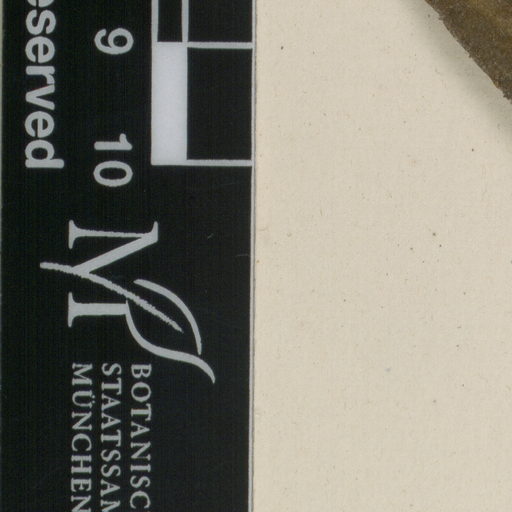 eserved
9 10
M
BOTANISC
STAATSSAM
MÜNCHEN